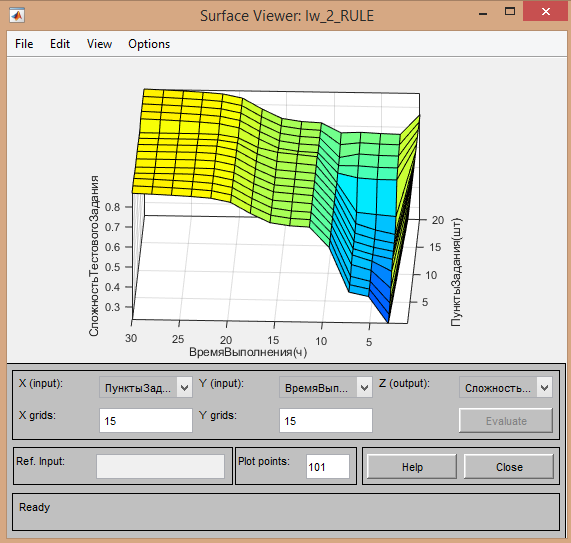 Surface Viewer: lw_2_RULE
File Edit View Options
СложностьТестовогоЗадания
0.8
0.7
0.6
0.5
0.4
0.3
30 25 20 15 10 5
ВремяВыполнения(ч)
20
15
10
5
ПунктыЗадания(шт)
X (input): ПунктыЗад... Y (input): ВремяВып... Z (output): Сложность...
X grids: 15 Y grids: 15 Evaluate
Ref. Input: Plot points: 101 Help Close
Ready